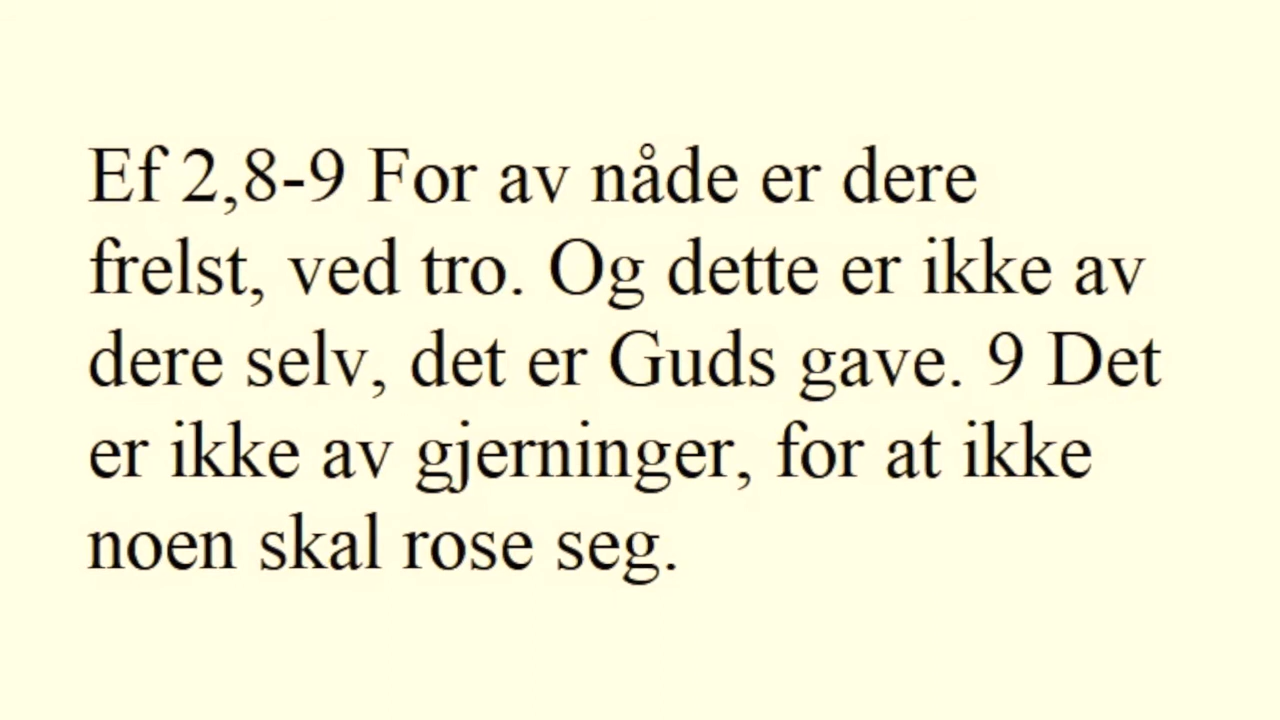 Ef 2,8-9 For av nåde er dere
frelst, ved tro. Og dette er ikke av
dere selv, det er Guds gave. 9 Det
er ikke av gjerninger, for at ikke
noen skal rose seg.